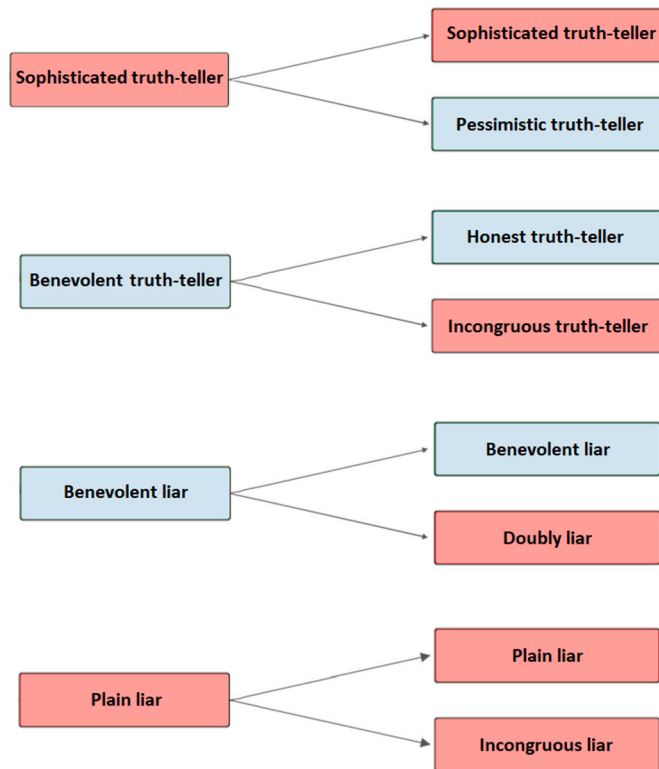 Sophisticated truth-teller
Sophisticated truth-teller
Pessimistic truth-teller
Benevolent truth-teller
Honest truth-teller
Incongruous truth-teller
Benevolent liar
Benevolent liar
Doubly liar
Plain liar
Plain liar
Incongruous liar